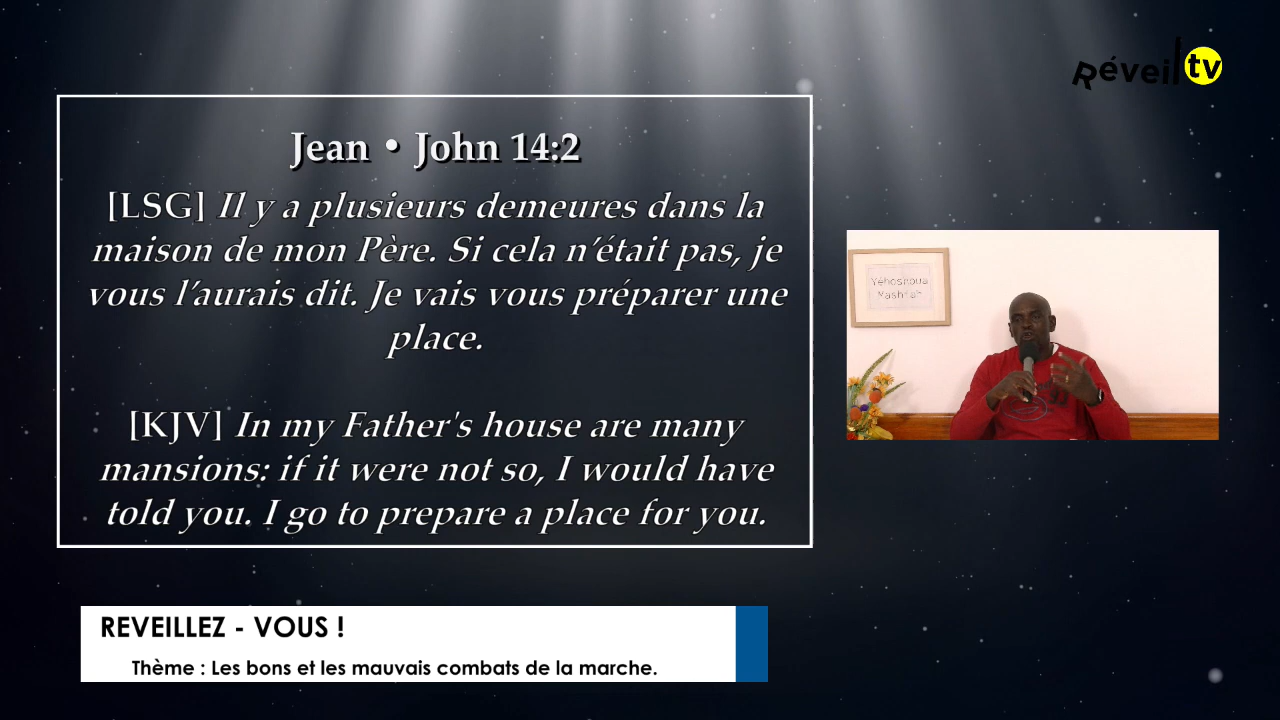 Réveil tv
Jean • John 14:2
[LSG] Il y a plusieurs demeures dans la
maison de mon Père. Si cela n’était pas, je
vous l’aurais dit. Je vais vous préparer une
place.
[KJV] In my Father's house are many
mansions: if it were not so, I would have
told you. I go to prepare a place for you.
Yéhoshoua
Mashiah
REVEILLEZ - VOUS !
Thème : Les bons et les mauvais combats de la marche.